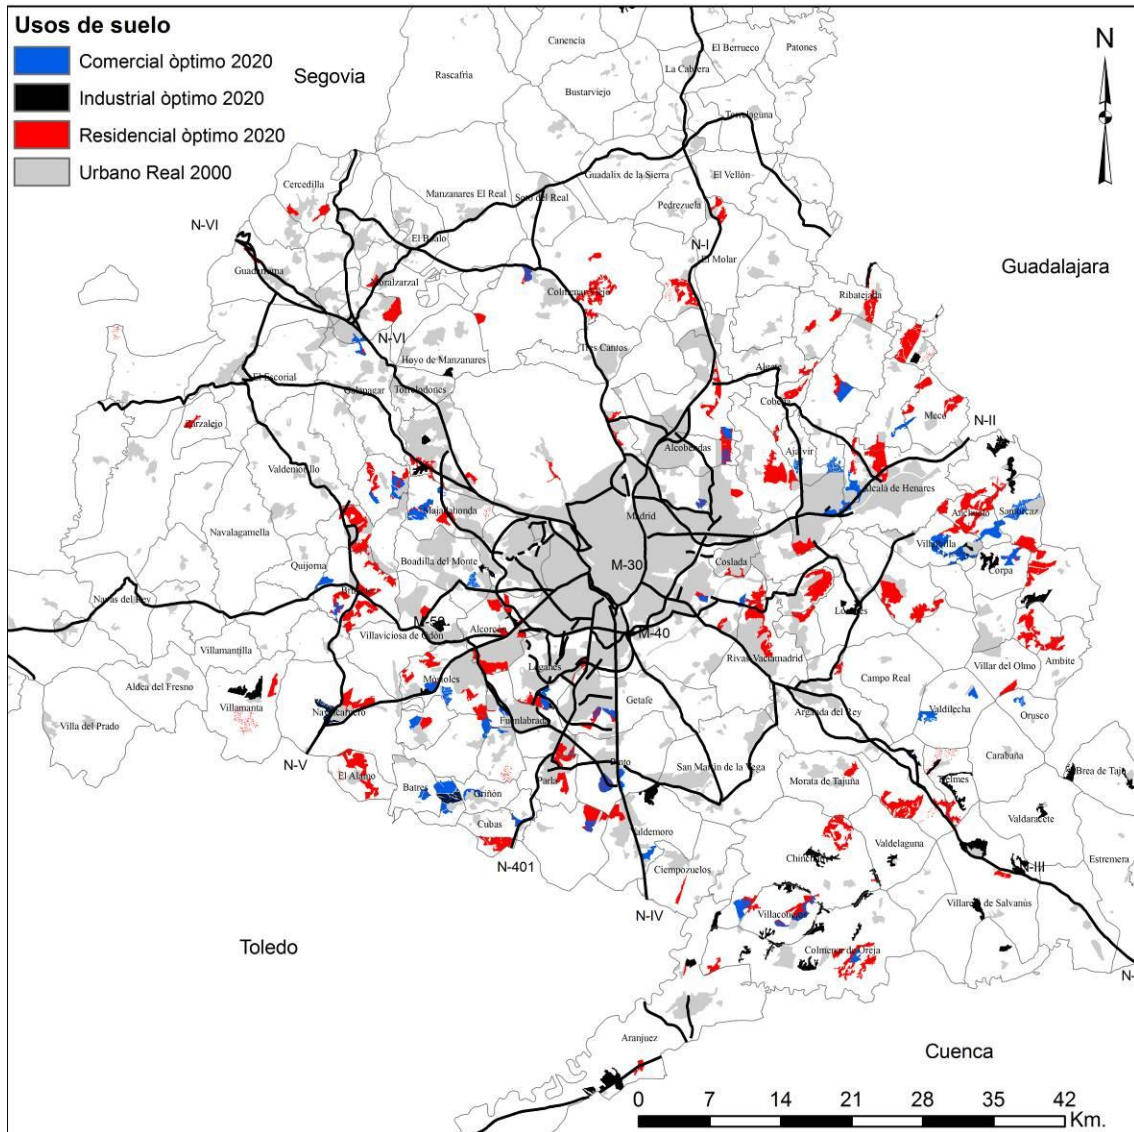 Usos de suelo
Comercial òptimo 2020
Industrial òptimo 2020
Residencial òptimo 2020
Urbano Real 2000
N
Segovia
Guadalajara
Toledo
Cuenca
Canencia
El Berrueco
Patones
Rascafría
La Cabrera
Bustarviejo
Torrelaguna
Cercedilla
Guadalix de la Sierra
El Vellón
Manzanares El Real
Soto del Real
Pedrezuela
N-VI
El Boalo
N-I
El Molar
Guadarrama
Moralzarzal
Colmenar Viejo
Ribatejada
N-VI
Tres Cantos
Hoyo de Manzanares
El Escorial
Galapagar
Torrelodones
Algete
Cobeña
Meco
Zarzalejo
N-II
Alcobendas
Ajalvir
Valdemorillo
Alcalá de Henares
Majadahonda
Madrid
Anchuelo
Santorcaz
Navalagamella
Villalbilla
Boadilla del Monte
Quijorna
M-30
Coslada
Corpa
Brunete
Navas del Rey
Loeches
M-50
Villaviciosa de Odón
Alcorcón
M-40
Villamantilla
Rivas Vaciamadrid
Leganés
Villar del Olmo
Ambite
Móstoles
Campo Real
Aldea del Fresno
Villamanta
Navalcarnero
Getafe
Valdilecha
Orusco
Villa del Prado
Fuenlabrada
Arganda del Rey
N-V
Carabaña
El Álamo
Pinto
San Martín de la Vega
Brea de Tajo
Parla
Morata de Tajuña
Batres
Griñón
Cubas
Valdemoro
Valdaracete
Valdelaguna
N-401
Chinchón
Estremera
Ciempozuelos
N-III
N-IV
Villaconejos
Villarejo de Salvanùs
Colmenar de Oreja
N-
Aranjuez
0 7 14 21 28 35 42
Km.